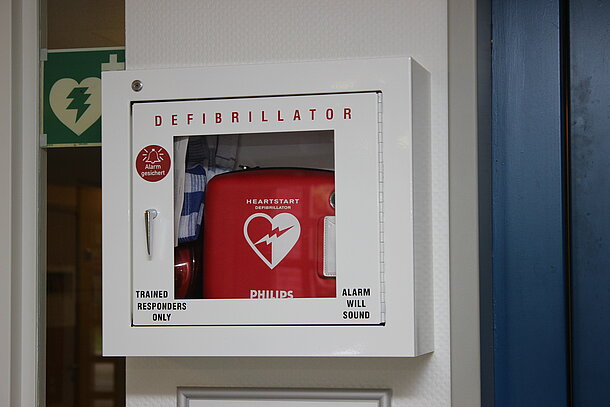 DEFIBRILLATOR
Alarm
gesichert
HEARTSTART
DEFIBRILLATOR
PHILIPS
TRAINED
RESPONDERS
ONLY
ALARM
WILL
SOUND